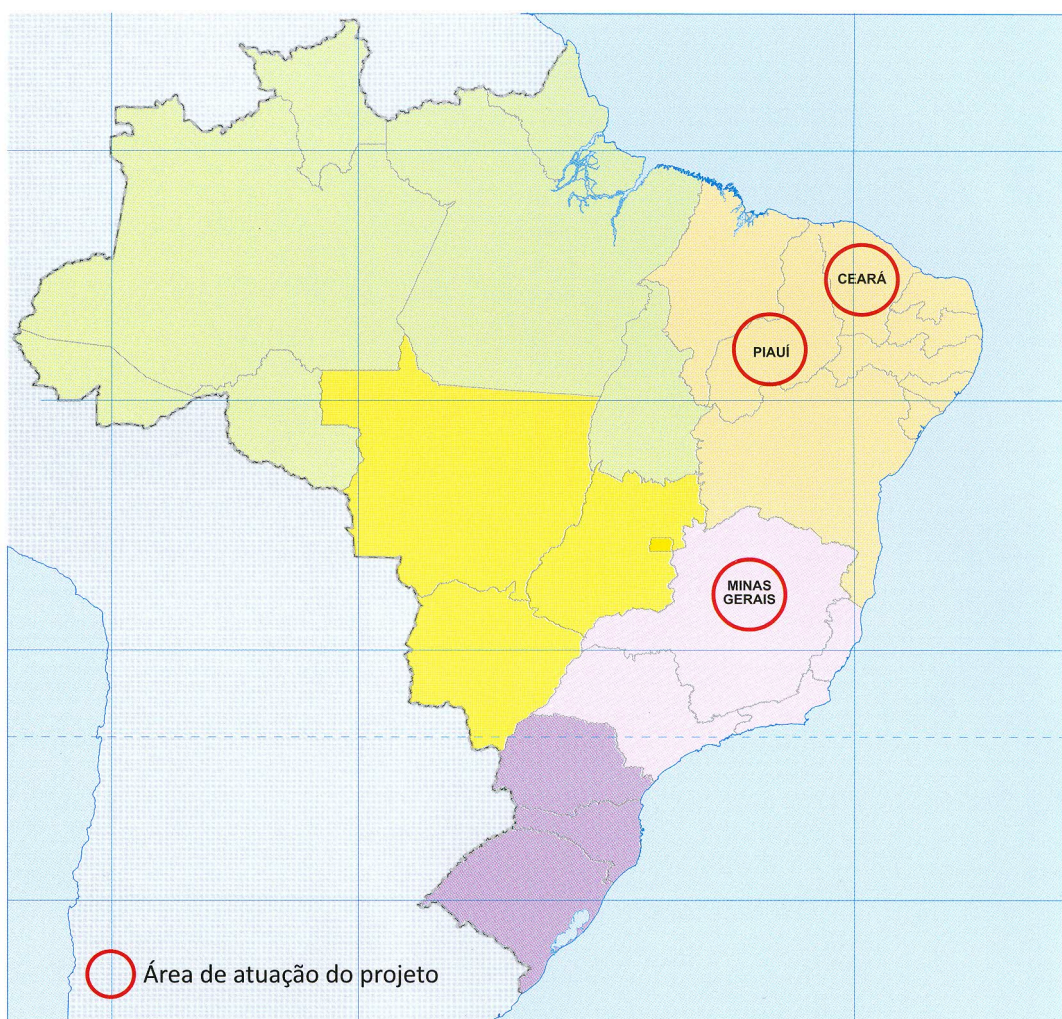 CEARÁ
PIAUÍ
MINAS
GERAIS
Área de atuação do projeto